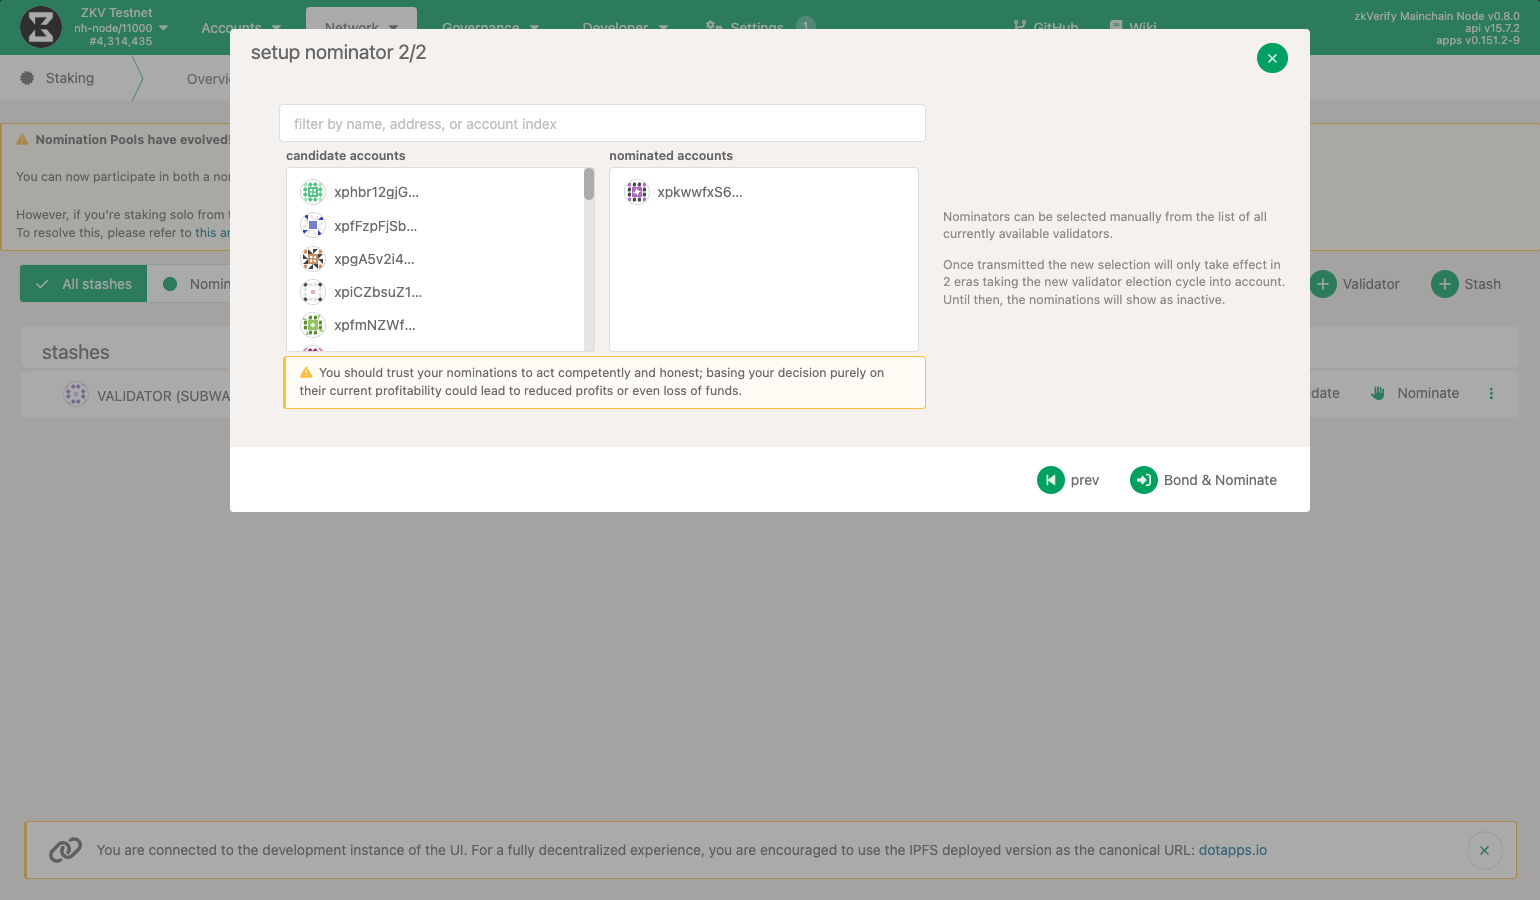 ZKV Testnet
nh-node/11000
#4,314,435
Accounts
Network
Governance
Developer
Settings
1
GitHub
Wiki
zkVerify Mainchain Node v0.8.0
api v15.7.2
apps v0.151.2-9
setup nominator 2/2
Staking
Nomination Pools have evolved!
You can now participate in both a
However, if you're staking solo from
To resolve this, please refer to this
filter by name, address, or account index
candidate accounts
nominated accounts
xphbr12gjG...
xpfFzpFjSb...
xpgA5v2i4...
xpiCZbsuZ1...
xpfmNZWf...
xpkwwfxS6...
Nominators can be selected manually from the list of all
currently available validators.
Once transmitted the new selection will only take effect in
2 eras taking the new validator election cycle into account.
Until then, the nominations will show as inactive.
You should trust your nominations to act competently and honest; basing your decision purely on
their current profitability could lead to reduced profits or even loss of funds.
prev
Bond & Nominate
All stashes
Validator
Stash
stashes
VALIDATOR (SUBWA
Nominate
You are connected to the development instance of the UI. For a fully decentralized experience, you are encouraged to use the IPFS deployed version as the canonical URL: dotapps.io